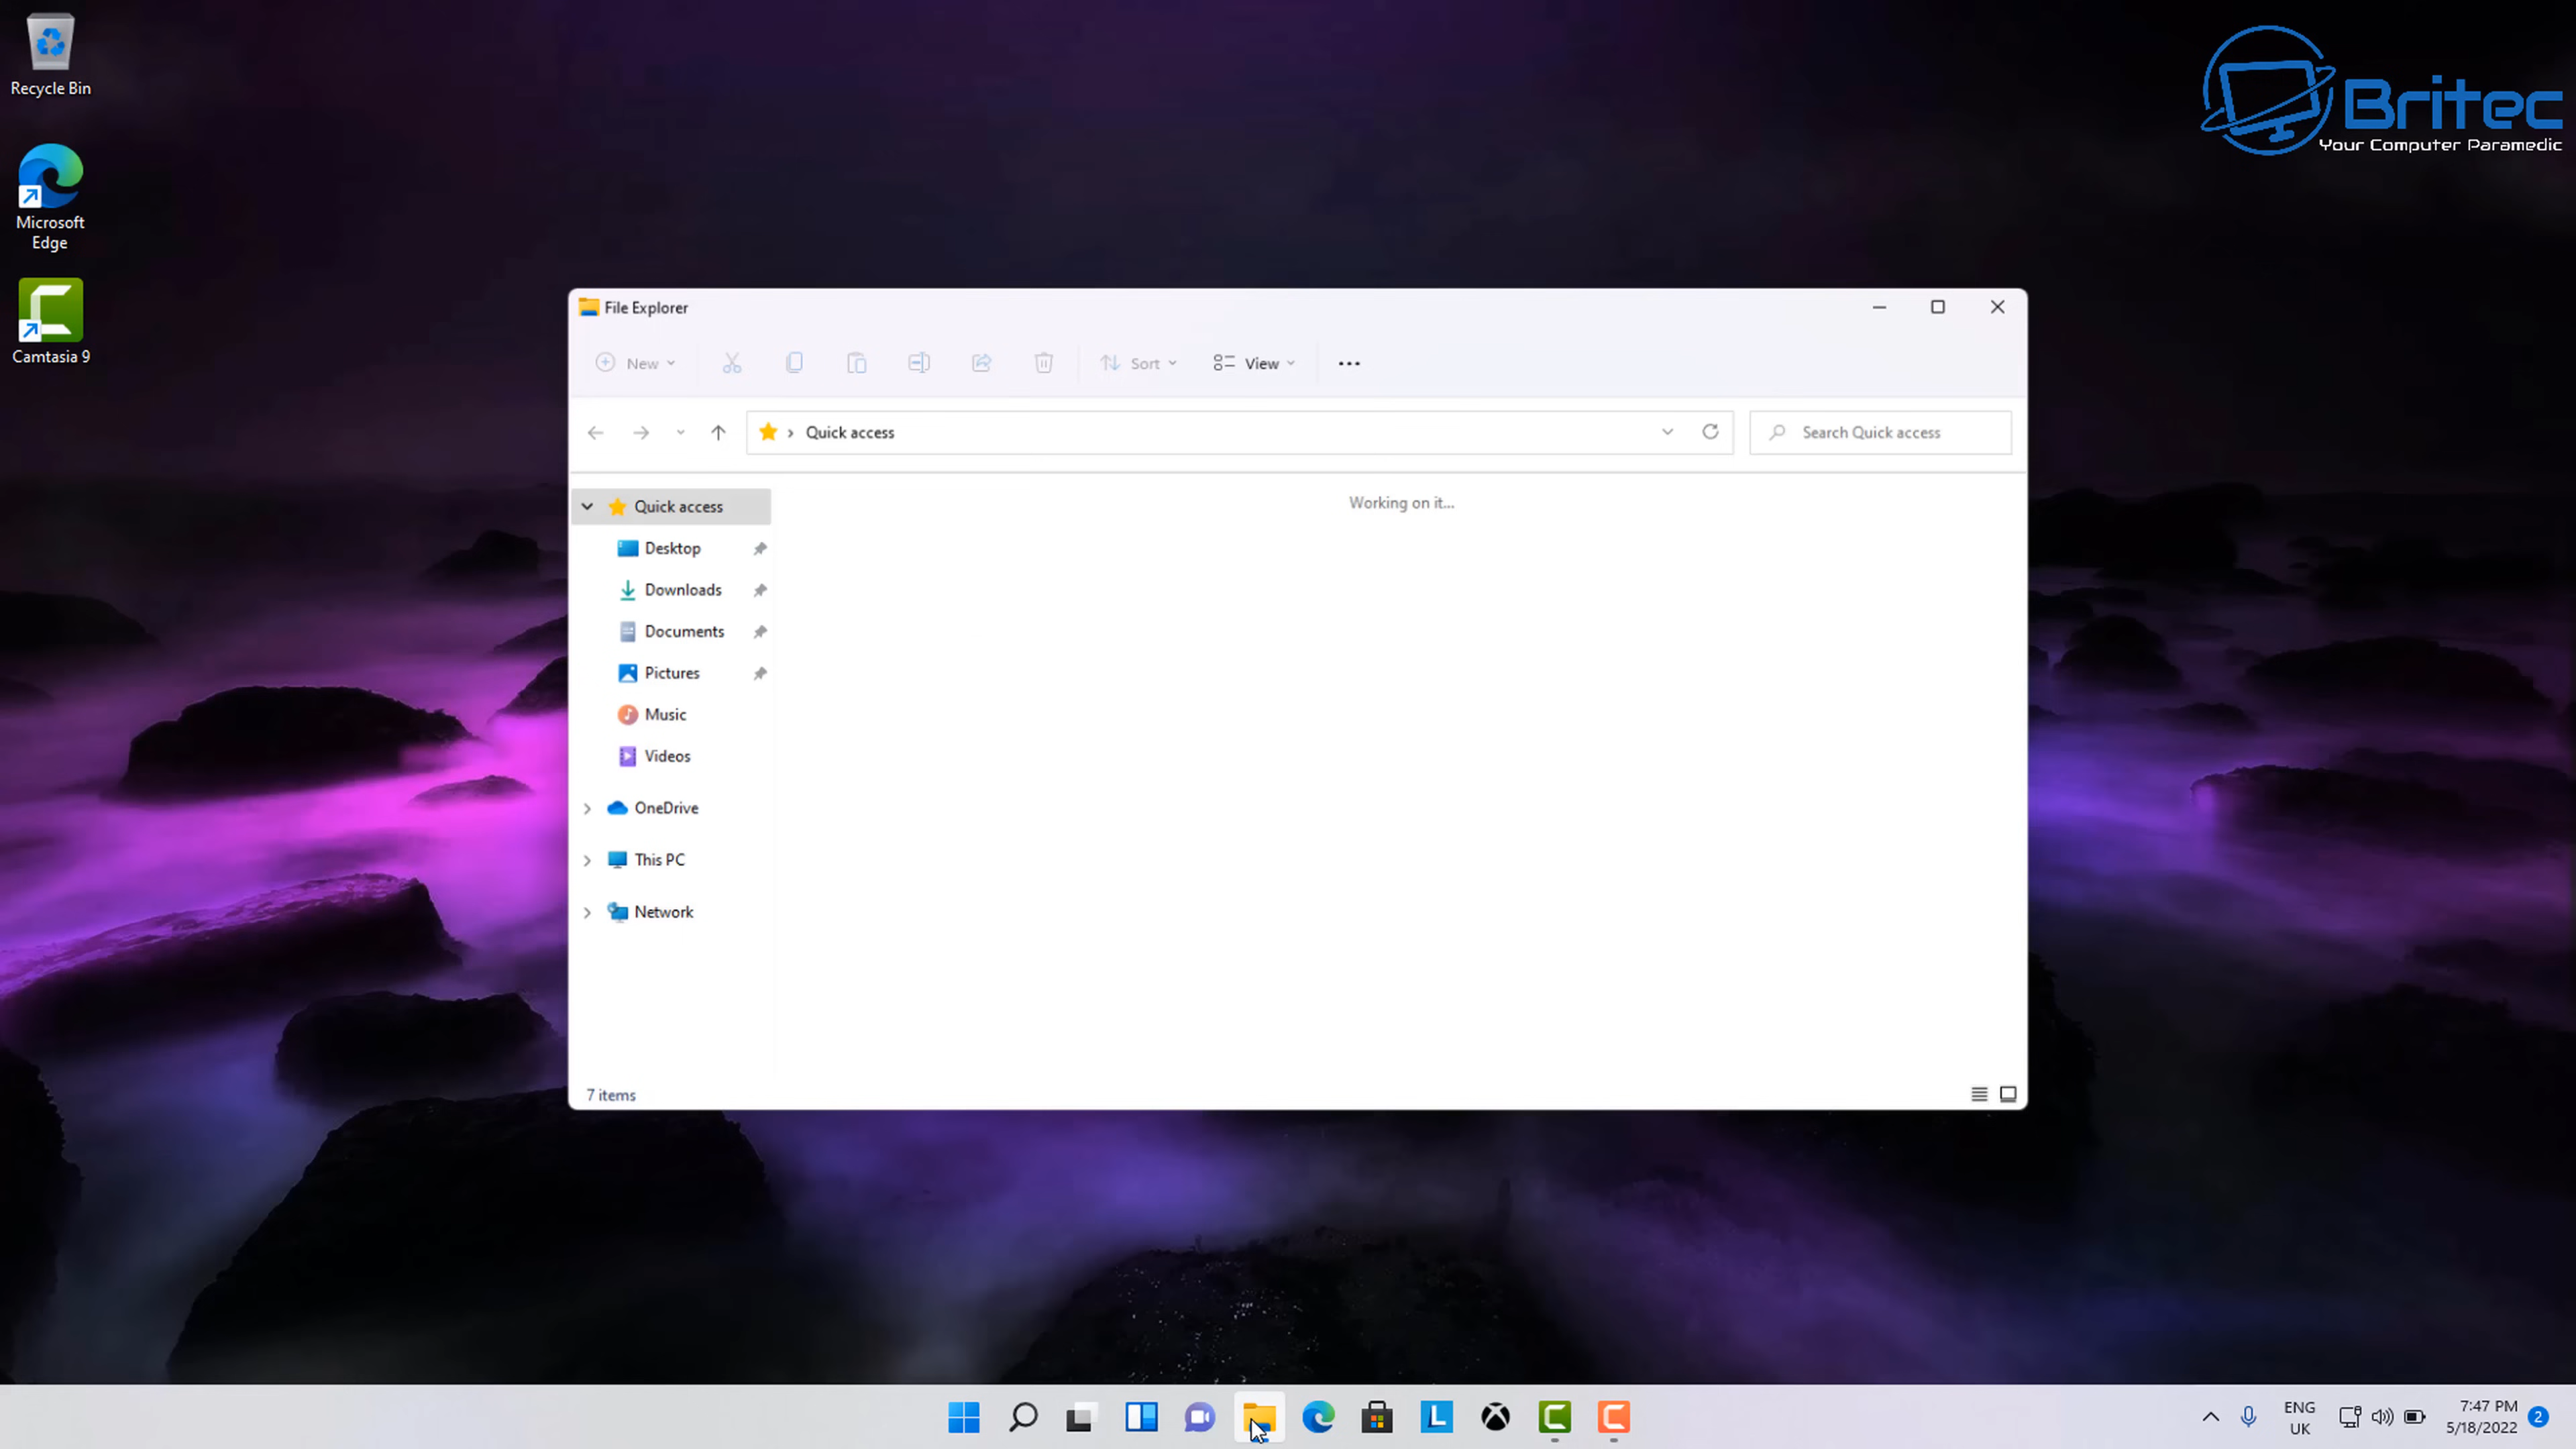 Recycle Bin
Microsoft
Edge
Camtasia 9
Britec
Your Computer Paramedic
File Explorer
New
Sort
View
Quick access
Search Quick access
Quick access
Desktop
Downloads
Documents
Pictures
Music
Videos
OneDrive
This PC
Network
Working on it...
7 items
ENG
UK
7:47 PM
5/18/2022
2